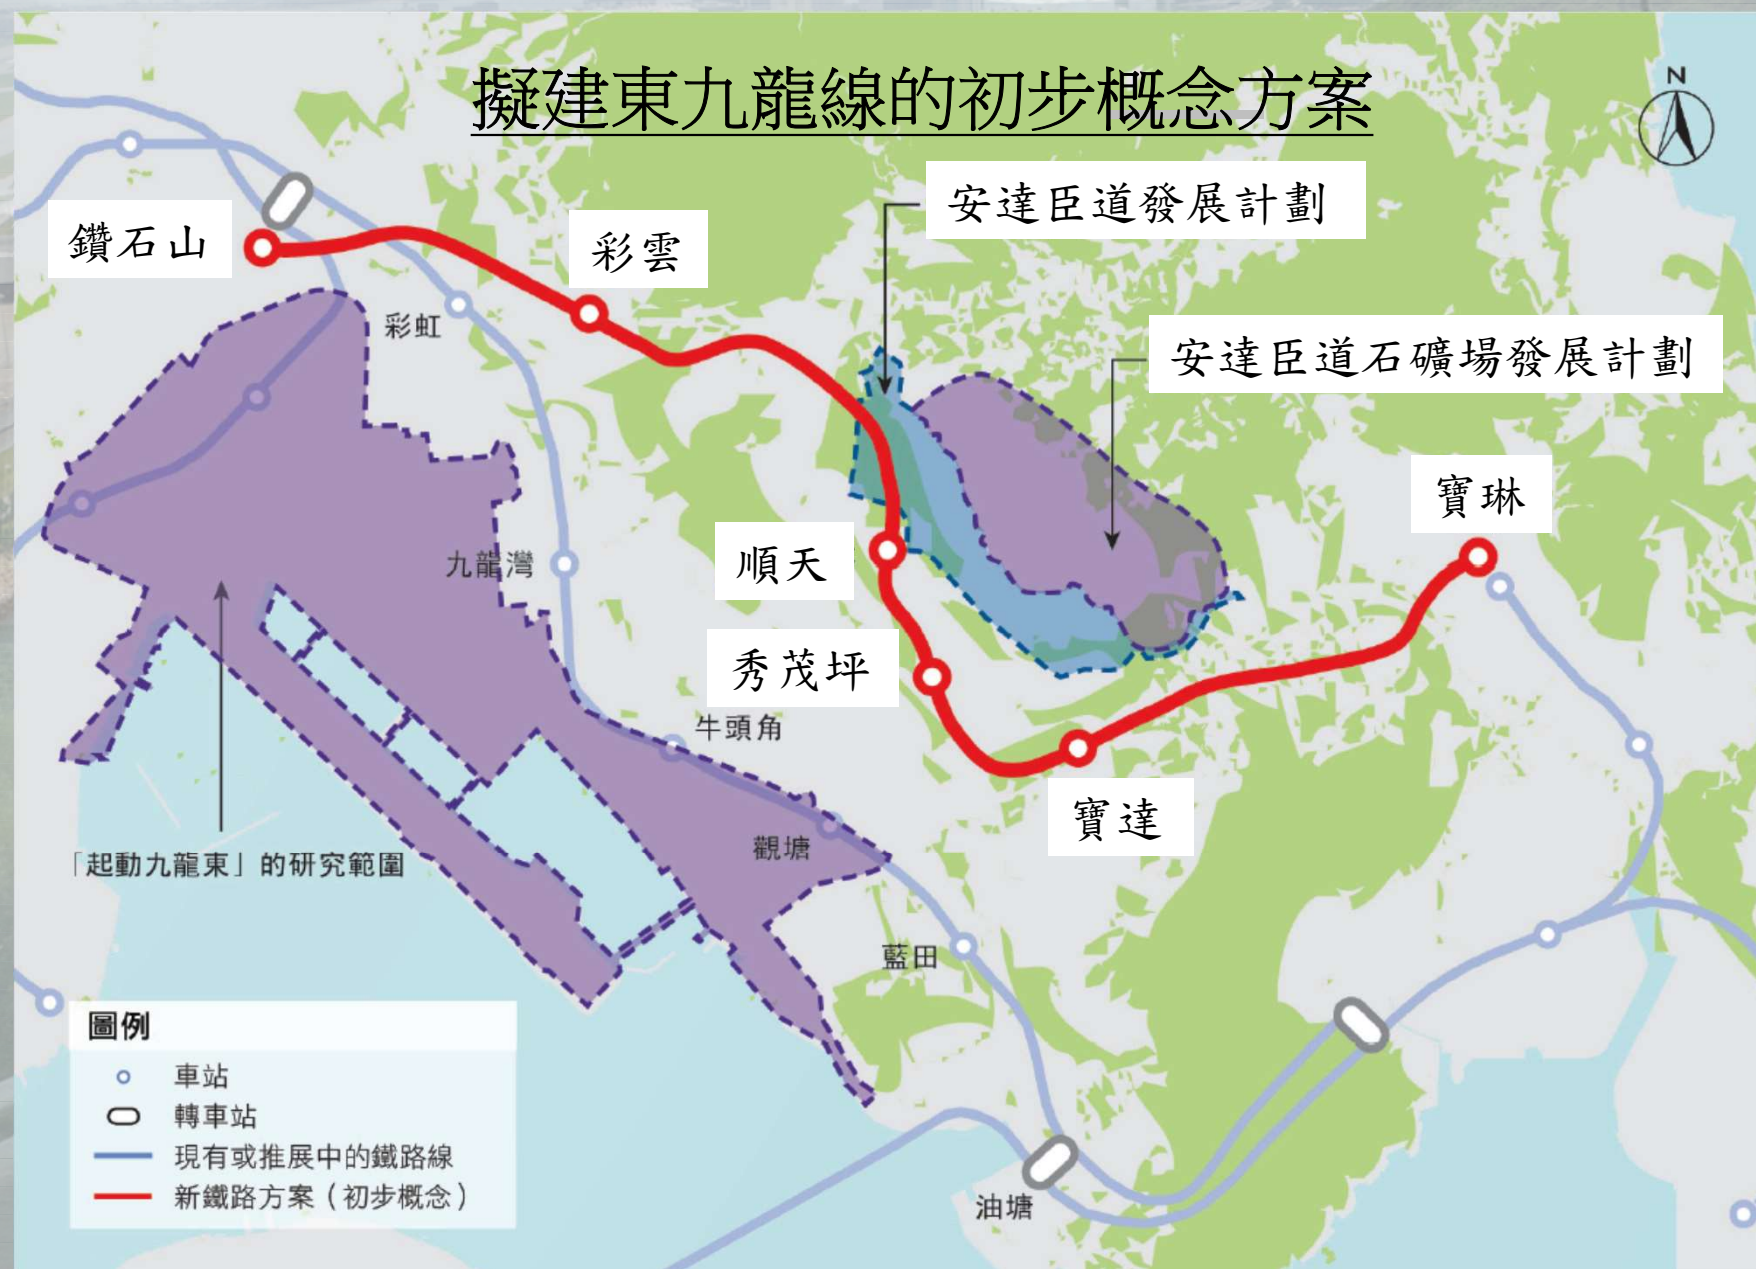 擬建東九龍線的初步概念方案
N
安達臣道發展計劃
鑽石山
彩雲
彩虹
安達臣道石礦場發展計劃
寶琳
九龍灣
順天
秀茂坪
牛頭角
寶達
觀塘
「起動九龍東」的研究範圍
藍田
圖例
車站
轉車站
現有或推展中的鐵路線
新鐵路方案（初步概念）
油塘